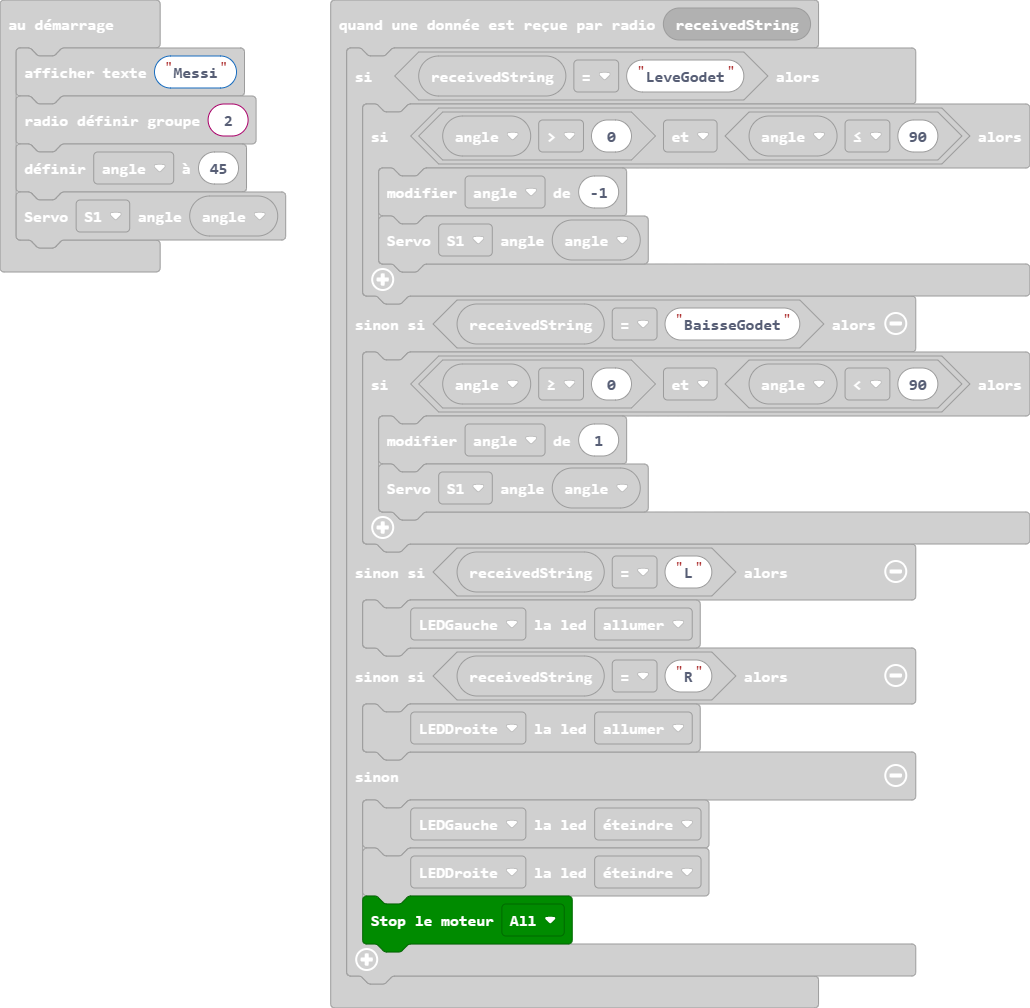 au démarrage
afficher texte "Messi"
radio définir groupe 2
définir angle à 45
Servo S1 angle angle
quand une donnée est reçue par radio receivedString
si receivedString = "LeveGodet" alors
si angle > 0 et angle ≤ 90 alors
modifier angle de -1
Servo S1 angle angle
sinon si receivedString = "BaisseGodet" alors
si angle ≥ 0 et angle < 90 alors
modifier angle de 1
Servo S1 angle angle
sinon si receivedString = "L" alors
LEDGauche la led allumer
sinon si receivedString = "R" alors
LEDDroite la led allumer
sinon
LEDGauche la led éteindre
LEDDroite la led éteindre
Stop le moteur All